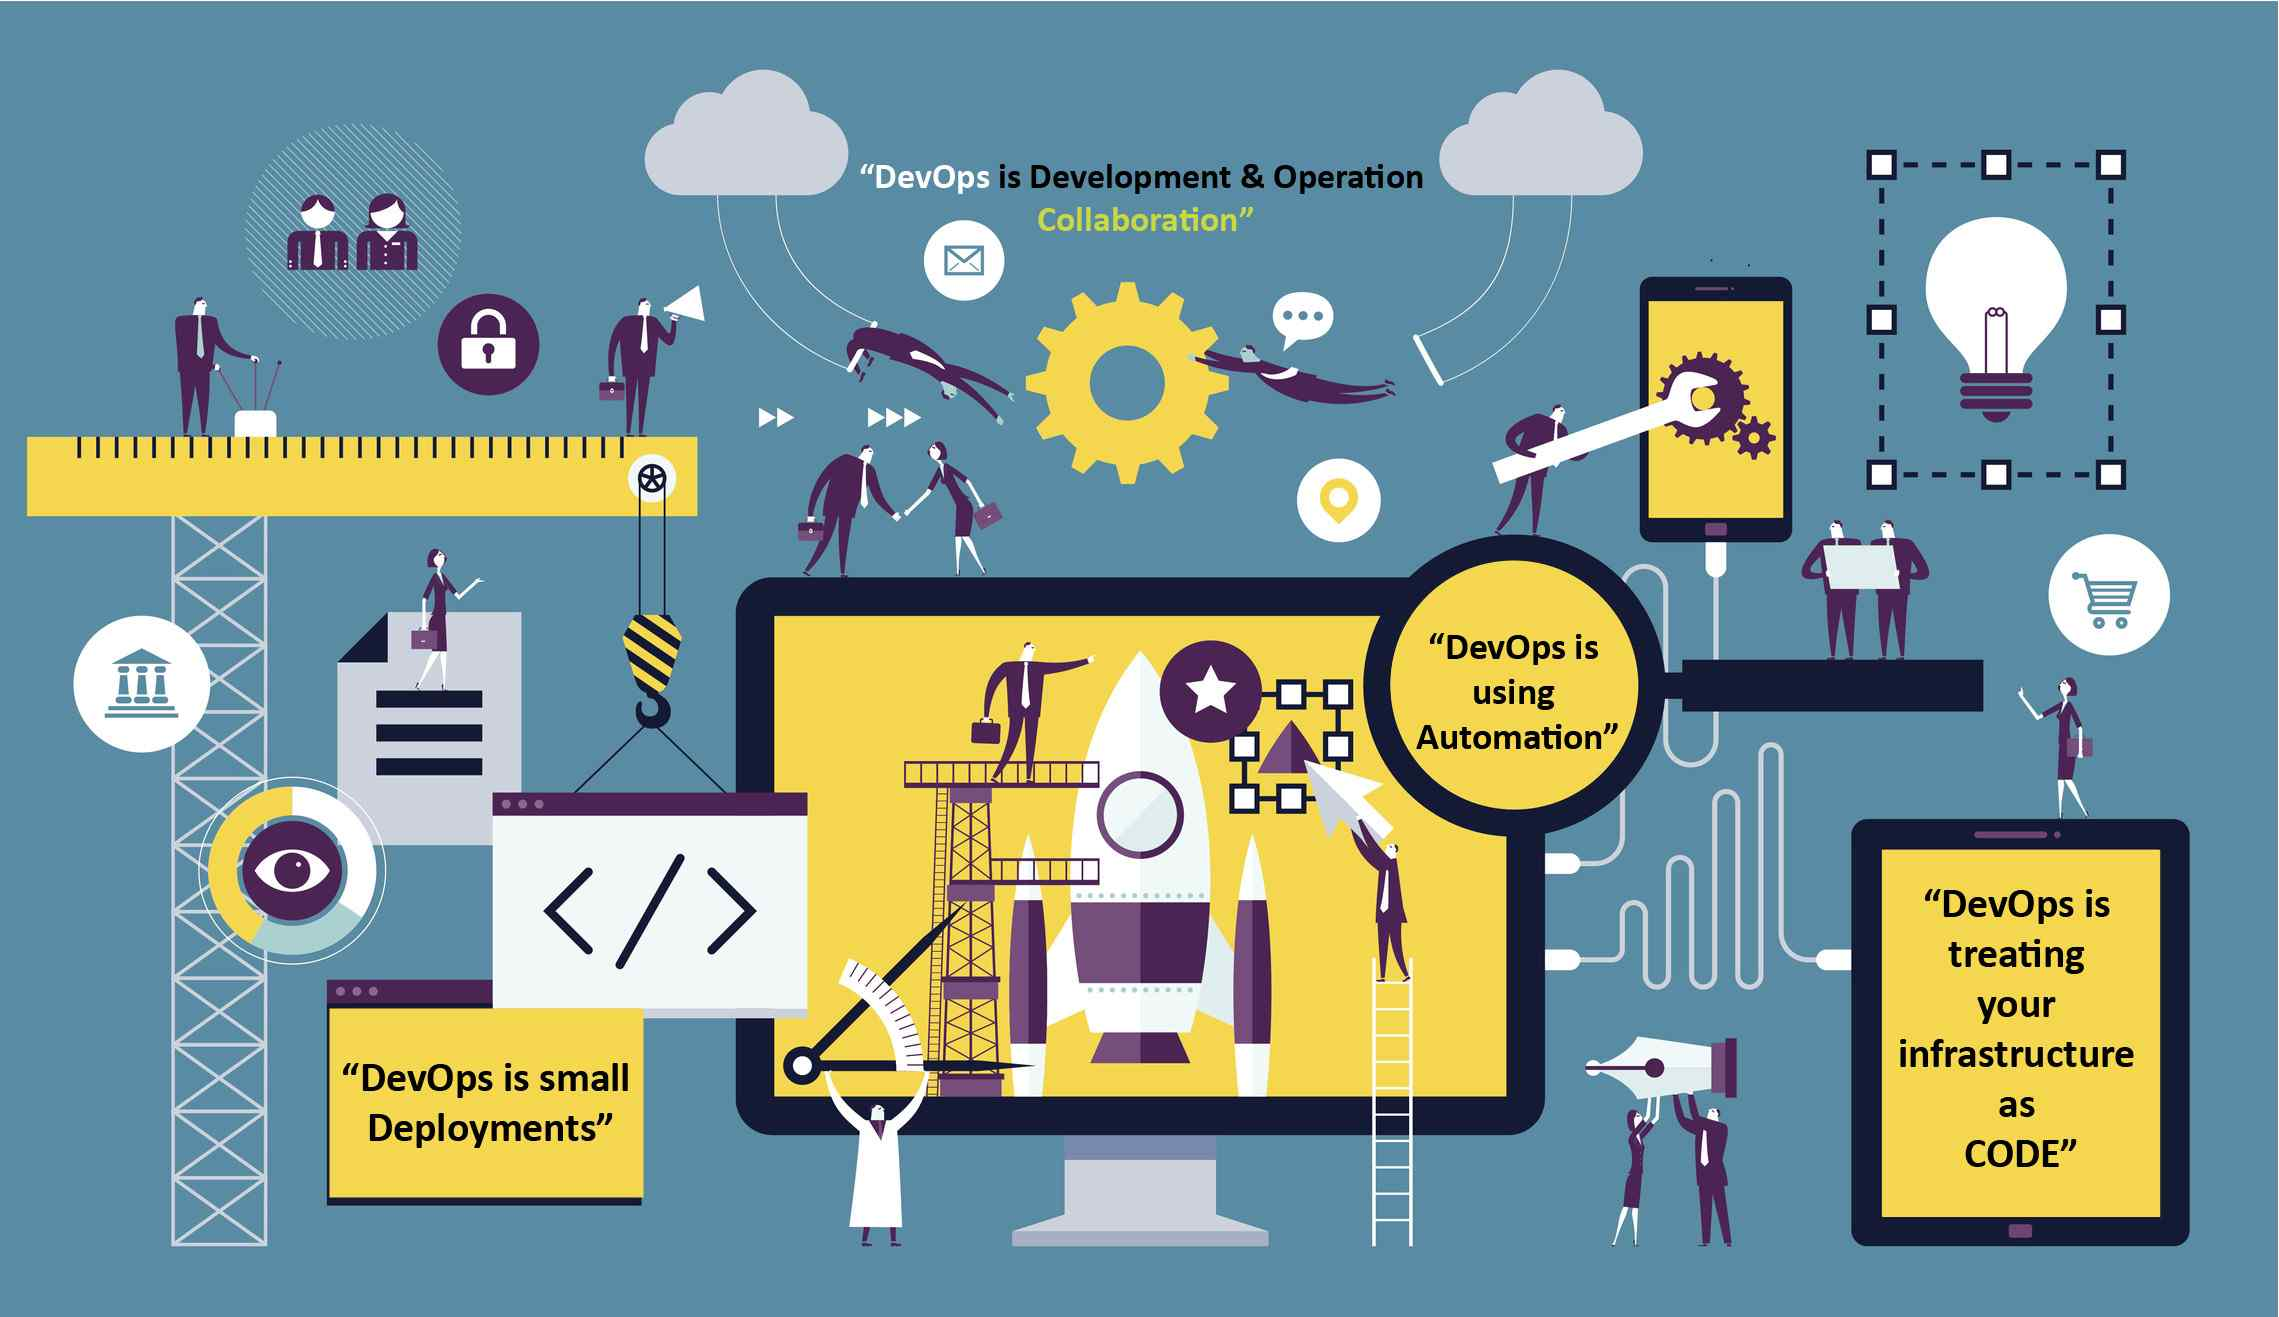 “DevOps is Development & Operation
Collaboration”
“DevOps is
using
Automation”
“DevOps is
treating
your
infrastructure
as
CODE”
“DevOps is small
Deployments”